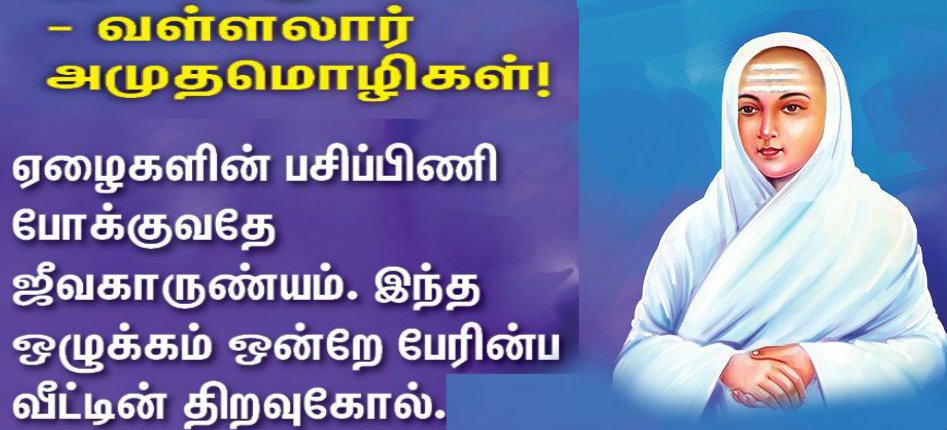 - வள்ளலார்
அமுதமொழிகள்!
ஏழைகளின் பசிப்பிணி
போக்குவதே
ஜீவகாருண்யம். இந்த
ஒழுக்கம் ஒன்றே பேரின்ப
வீட்டின் திறவுகோல்.